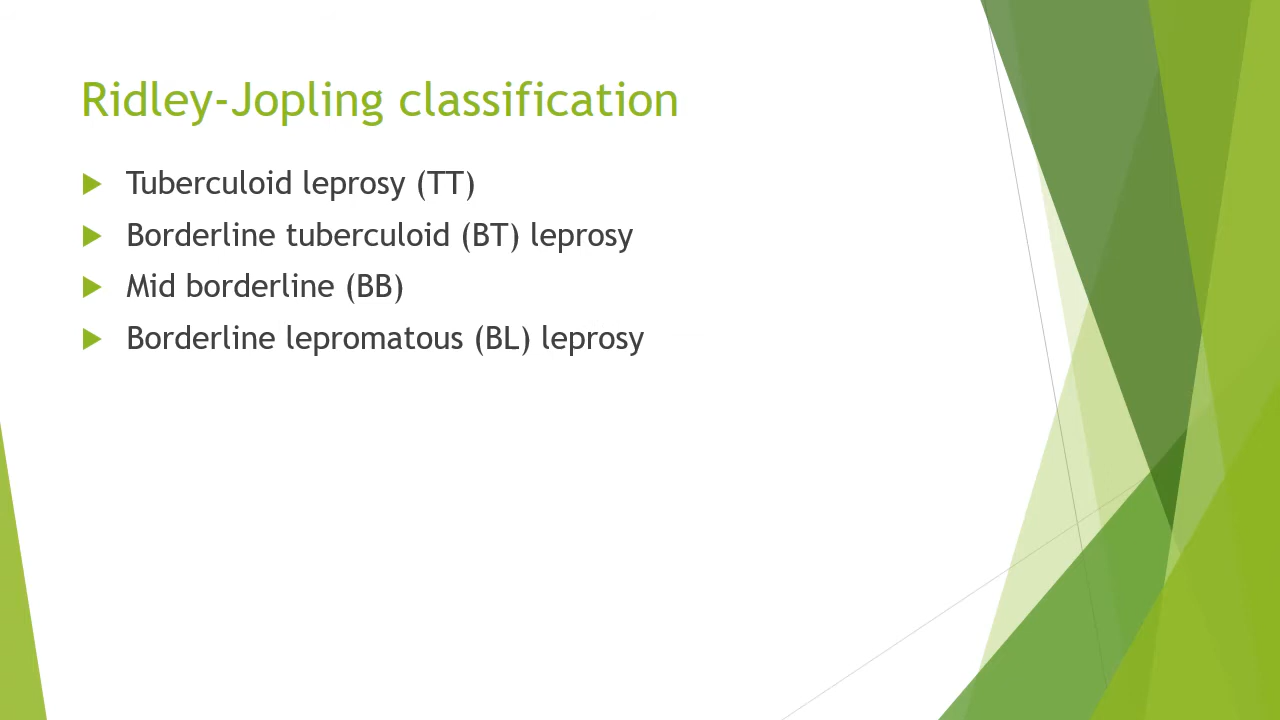 Ridley-Jopling classification
Tuberculoid leprosy (TT)
Borderline tuberculoid (BT) leprosy
Mid borderline (BB)
Borderline lepromatous (BL) leprosy